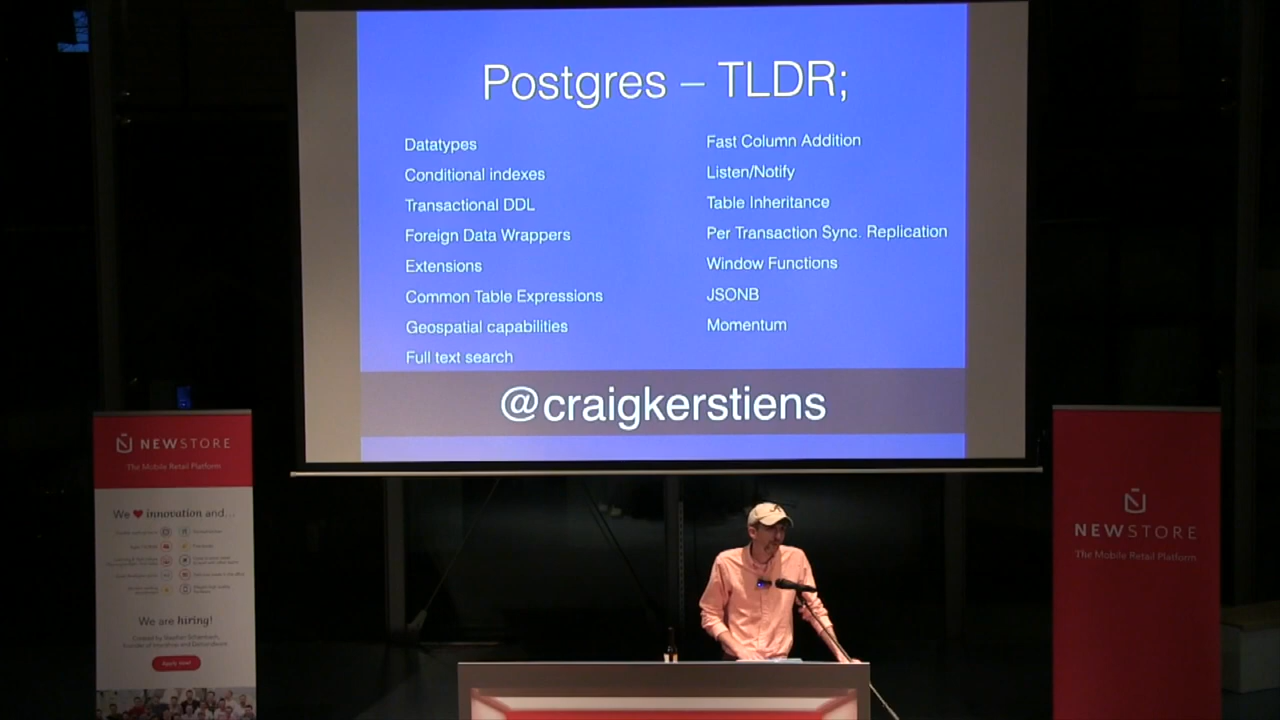 Postgres – TLDR;
Datatypes
Conditional indexes
Transactional DDL
Foreign Data Wrappers
Extensions
Common Table Expressions
Geospatial capabilities
Full text search
Fast Column Addition
Listen/Notify
Table Inheritance
Per Transaction Sync. Replication
Window Functions
JSONB
Momentum
@craigkerstiens
NEWSTORE
The Mobile Retail Platform
We ❤ innovation and...
We are hiring!
Apply now!
NEWSTORE
The Mobile Retail Platform